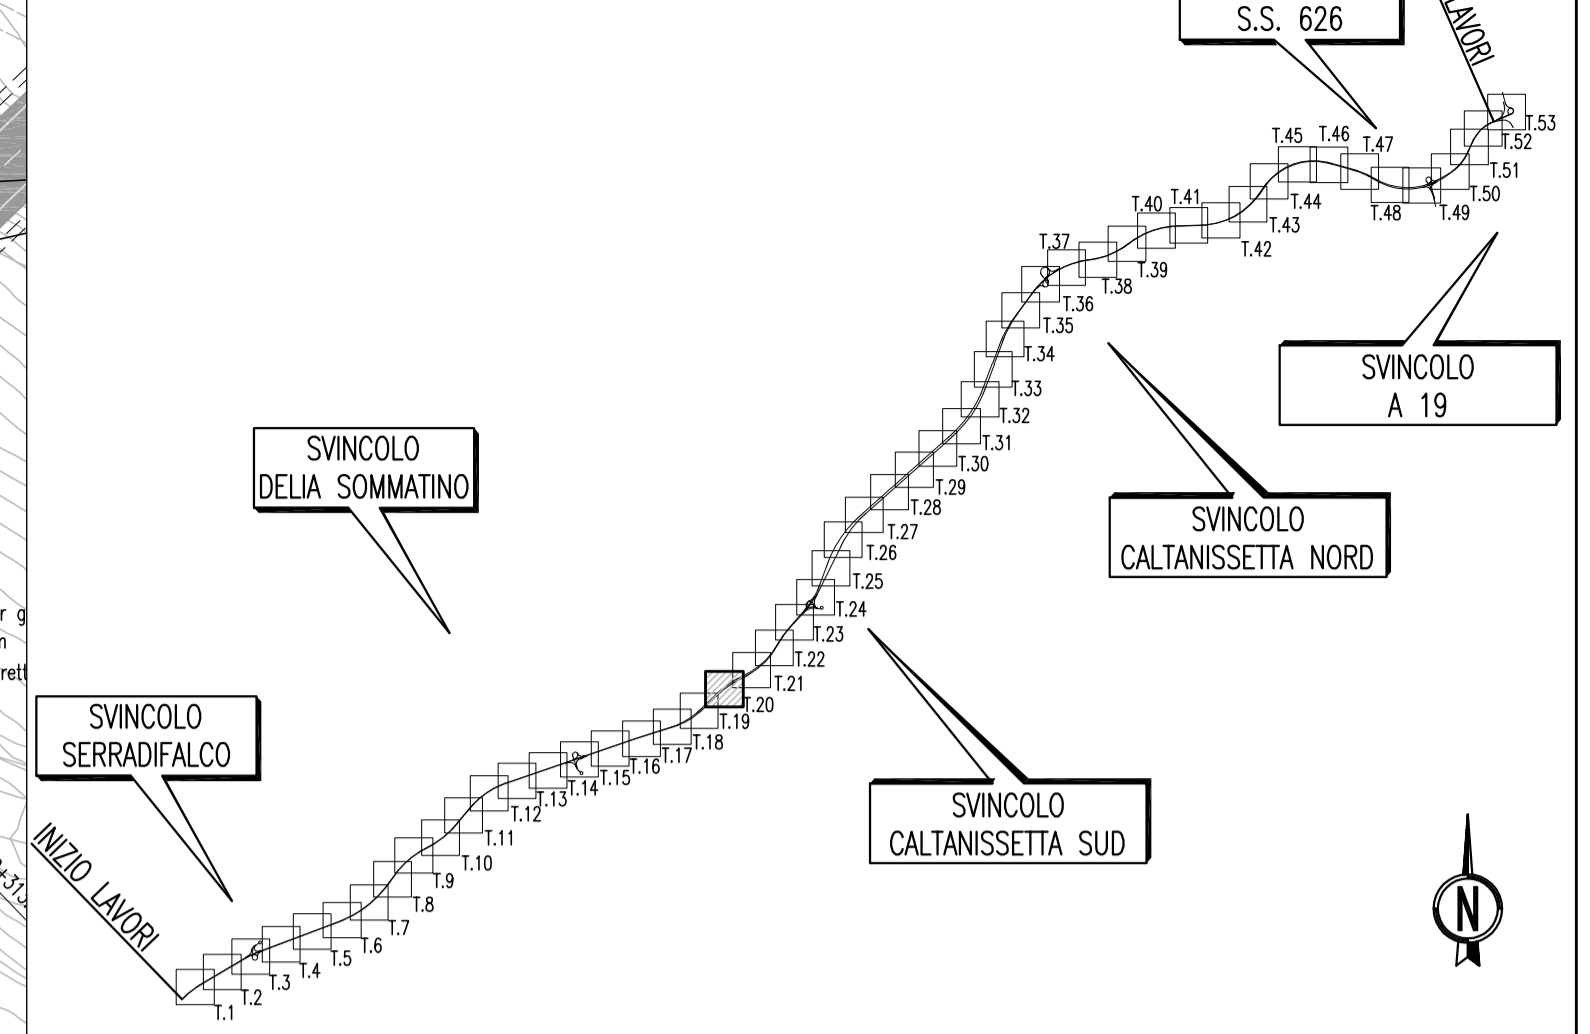 S.S. 626
LAVORI
T.53
T.52
T.51
T.50
T.49
T.48
T.47
T.46
T.45
T.44
T.43
T.42
T.41
T.40
T.39
T.38
T.37
T.36
T.35
T.34
T.33
T.32
T.31
T.30
T.29
T.28
T.27
T.26
T.25
T.24
T.23
T.22
T.21
T.20
T.19
T.18
T.17
T.16
T.15
T.14
T.13
T.12
T.11
T.10
T.9
T.8
T.7
T.6
T.5
T.4
T.3
T.2
T.1
SVINCOLO
A 19
SVINCOLO
DELIA SOMMATINO
SVINCOLO
CALTANISSETTA NORD
SVINCOLO
SERRADIFALCO
SVINCOLO
CALTANISSETTA SUD
INIZIO LAVORI
N
r g
n
rett